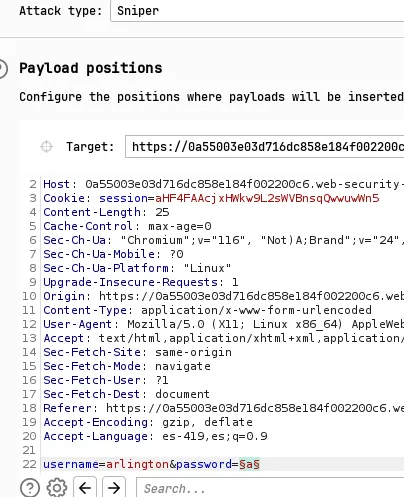 Attack type: Sniper
Payload positions
Configure the positions where payloads will be inserted
Target: https://0a55003e03d716dc858e184f002200c
2 Host: 0a55003e03d716dc858e184f002200c6.web-security-
3 Cookie: session=aHF4FAAcjxHWkw9L2sWVBnsqQwwuwWn5
4 Content-Length: 25
5 Cache-Control: max-age=0
6 Sec-Ch-Ua: "Chromium";v="116", "Not)A;Brand";v="24",
7 Sec-Ch-Ua-Mobile: ?0
8 Sec-Ch-Ua-Platform: "Linux"
9 Upgrade-Insecure-Requests: 1
10 Origin: https://0a55003e03d716dc858e184f002200c6.web
11 Content-Type: application/x-www-form-urlencoded
12 User-Agent: Mozilla/5.0 (X11; Linux x86_64) AppleWeb
13 Accept: text/html,application/xhtml+xml,application/
14 Sec-Fetch-Site: same-origin
15 Sec-Fetch-Mode: navigate
16 Sec-Fetch-User: ?1
17 Sec-Fetch-Dest: document
18 Referer: https://0a55003e03d716dc858e184f002200c6.we
19 Accept-Encoding: gzip, deflate
20 Accept-Language: es-419,es;q=0.9
21
22 username=arlington&password=§a§
Search...